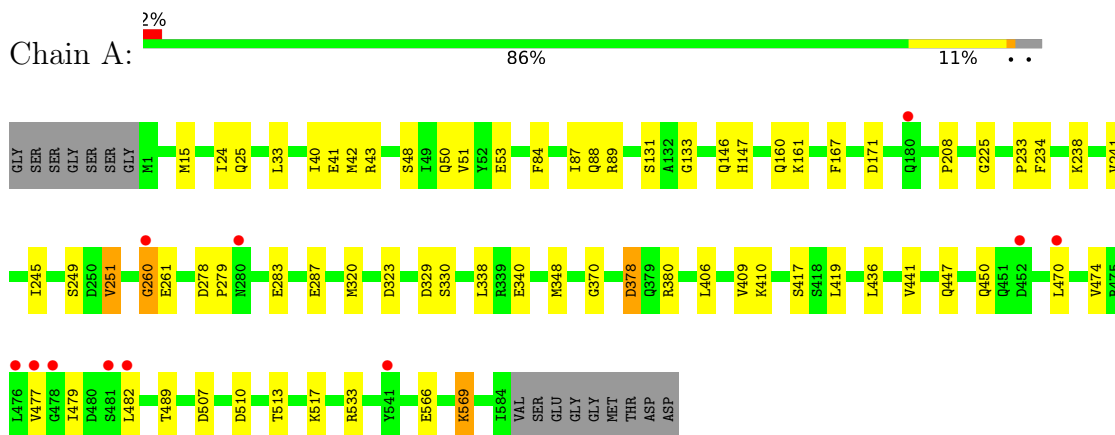 2%
Chain A:
86% 11% • •
GLY SER SER GLY SER SER GLY M1 M15 I24 Q25 L33 I40 E41 M42 R43 S48 I49 Q50 V51 Y52 E53 F84 I87 Q88 R89 S131 A132 G133 Q146 H147 Q160 K161 F167 D171 Q180 P208 G225 P233 F234 K238
I245 S249 D250 V251 G260 E261 D278 P279 N280 E283 E287 M320 D323 D329 S330 L338 R339 E340 M348 G370 D378 Q379 R380 L406 V409 K410 S417 S418 L419 L436 V441 Q447 Q450 Q451 D452 L470 V474
L476 V477 G478 I479 D480 S481 L482 T489 D507 D510 T513 K517 R533 Y541 E566 K569 I584 VAL SER GLU GLY GLY MET THR ASP ASP